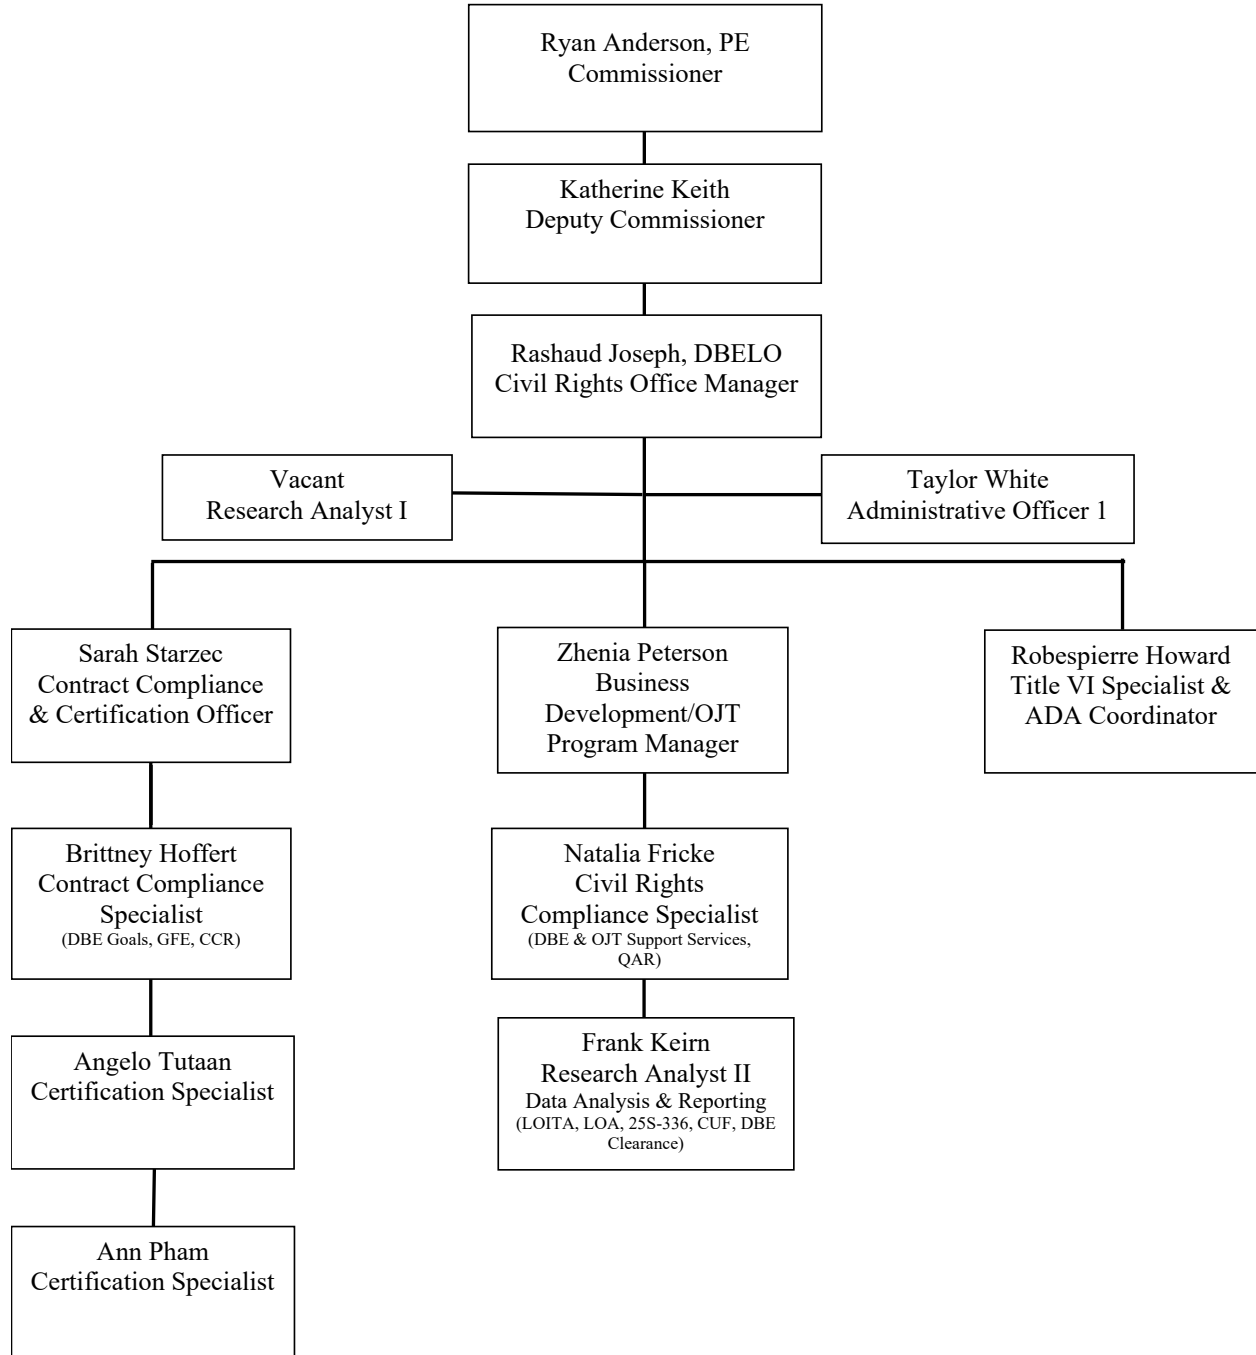 Ryan Anderson, PE
Commissioner
Katherine Keith
Deputy Commissioner
Rashaud Joseph, DBELO
Civil Rights Office Manager
Vacant
Research Analyst I
Taylor White
Administrative Officer 1
Sarah Starzec
Contract Compliance
& Certification Officer
Zhenia Peterson
Business
Development/OJT
Program Manager
Robespierre Howard
Title VI Specialist &
ADA Coordinator
Brittney Hoffert
Contract Compliance
Specialist
(DBE Goals, GFE, CCR)
Natalia Fricke
Civil Rights
Compliance Specialist
(DBE & OJT Support Services,
QAR)
Angelo Tutaan
Certification Specialist
Frank Keirn
Research Analyst II
Data Analysis & Reporting
(LOITA, LOA, 25S-336, CUF, DBE
Clearance)
Ann Pham
Certification Specialist